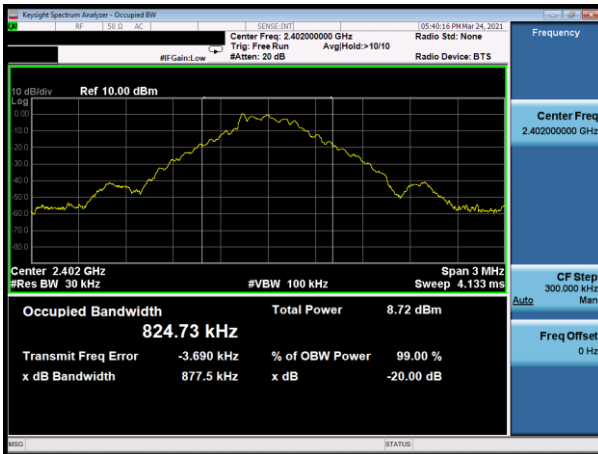 Keysight Spectrum Analyzer - Occupied BW
RF 50 Ω AC SENSE:INT 05:40:16 PM Mar 24, 2021
Center Freq: 2.402000000 GHz Radio Std: None
Trig: Free Run Avg|Hold:>10/10
#IFGain:Low #Atten: 20 dB Radio Device: BTS
Frequency
10 dB/div Ref 10.00 dBm
Log
0.00
-10.0
-20.0
-30.0
-40.0
-50.0
-60.0
-70.0
-80.0
Center Freq
2.402000000 GHz
Center 2.402 GHz Span 3 MHz
#Res BW 30 kHz #VBW 100 kHz Sweep 4.133 ms
CF Step
300.000 kHz
Auto Man
Occupied Bandwidth Total Power 8.72 dBm
824.73 kHz
Transmit Freq Error -3.690 kHz % of OBW Power 99.00 %
x dB Bandwidth 877.5 kHz x dB -20.00 dB
Freq Offset
0 Hz
MSG STATUS